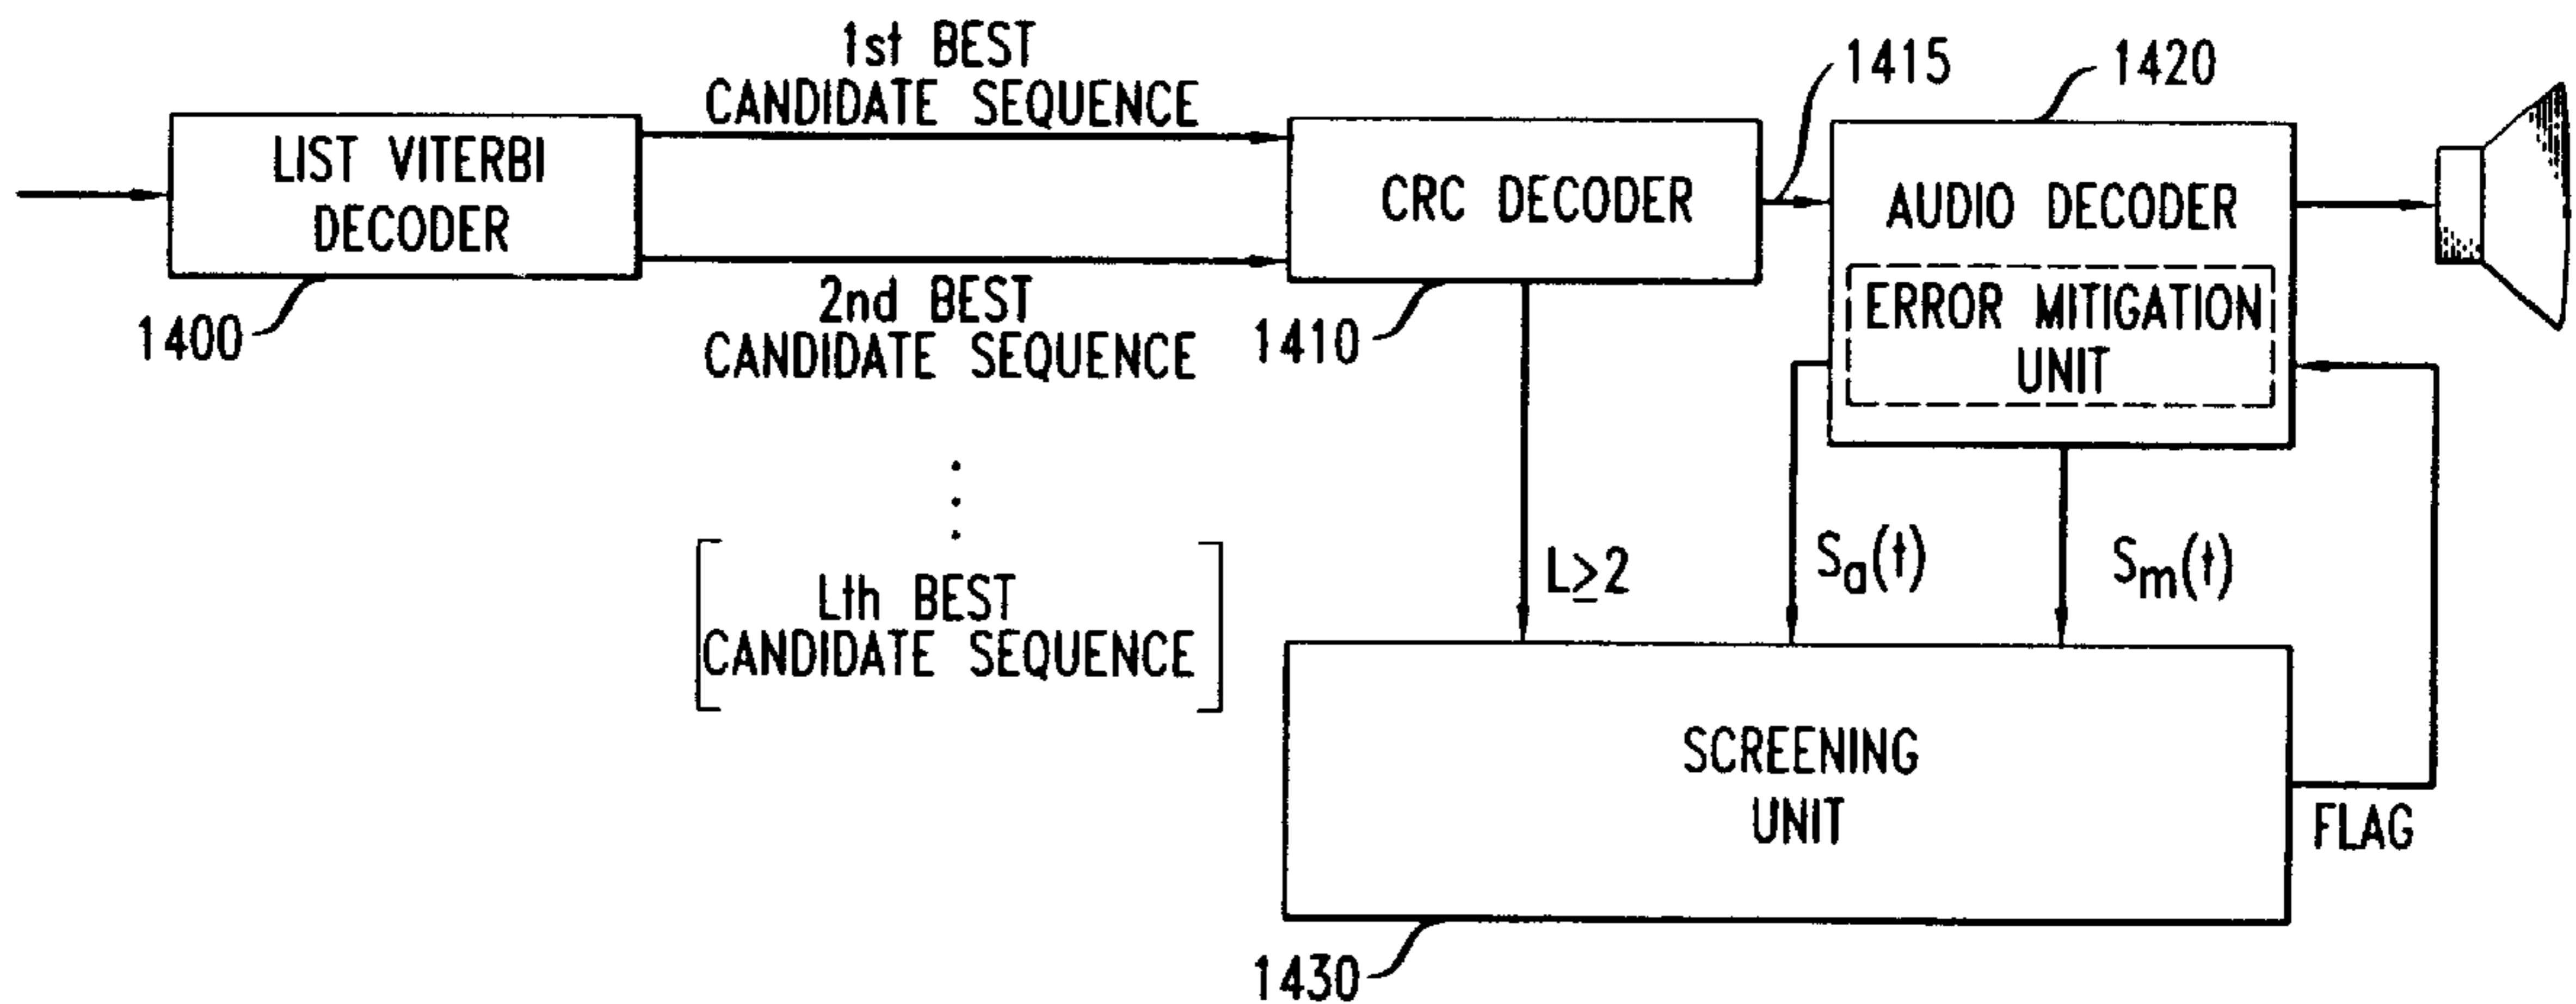 1st BEST
CANDIDATE SEQUENCE
1415
1420
LIST VITERBI
DECODER
CRC DECODER
AUDIO DECODER
1400
2nd BEST
CANDIDATE SEQUENCE
1410
ERROR MITIGATION
UNIT
L≥2
Sa(t)
Sm(t)
Lth BEST
CANDIDATE SEQUENCE
SCREENING
UNIT
FLAG
1430